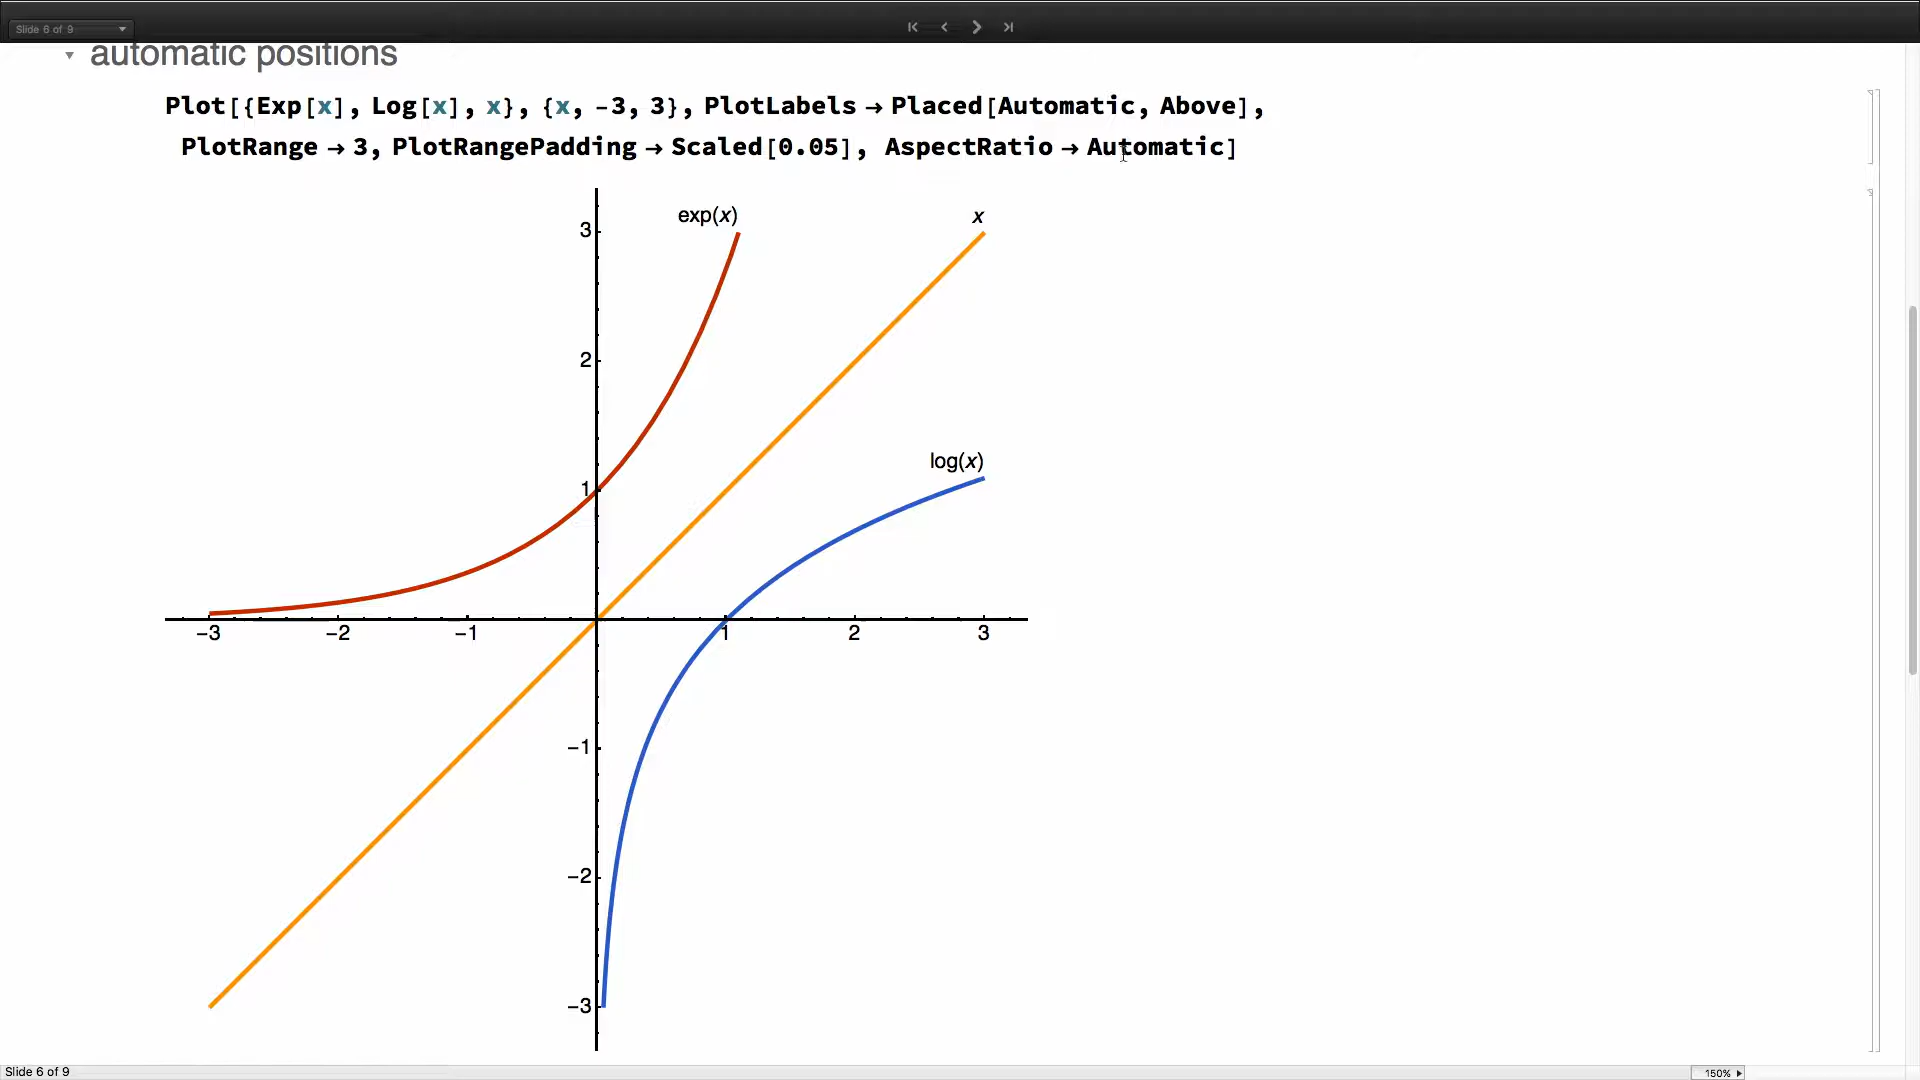 Slide 6 of 9
automatic positions
Plot[{Exp[x], Log[x], x}, {x, -3, 3}, PlotLabels → Placed[Automatic, Above],
PlotRange → 3, PlotRangePadding → Scaled[0.05], AspectRatio → Automatic]
exp(x)
x
3
2
log(x)
1
−3
−2
−1
1
2
3
−1
−2
−3
Slide 6 of 9
150%